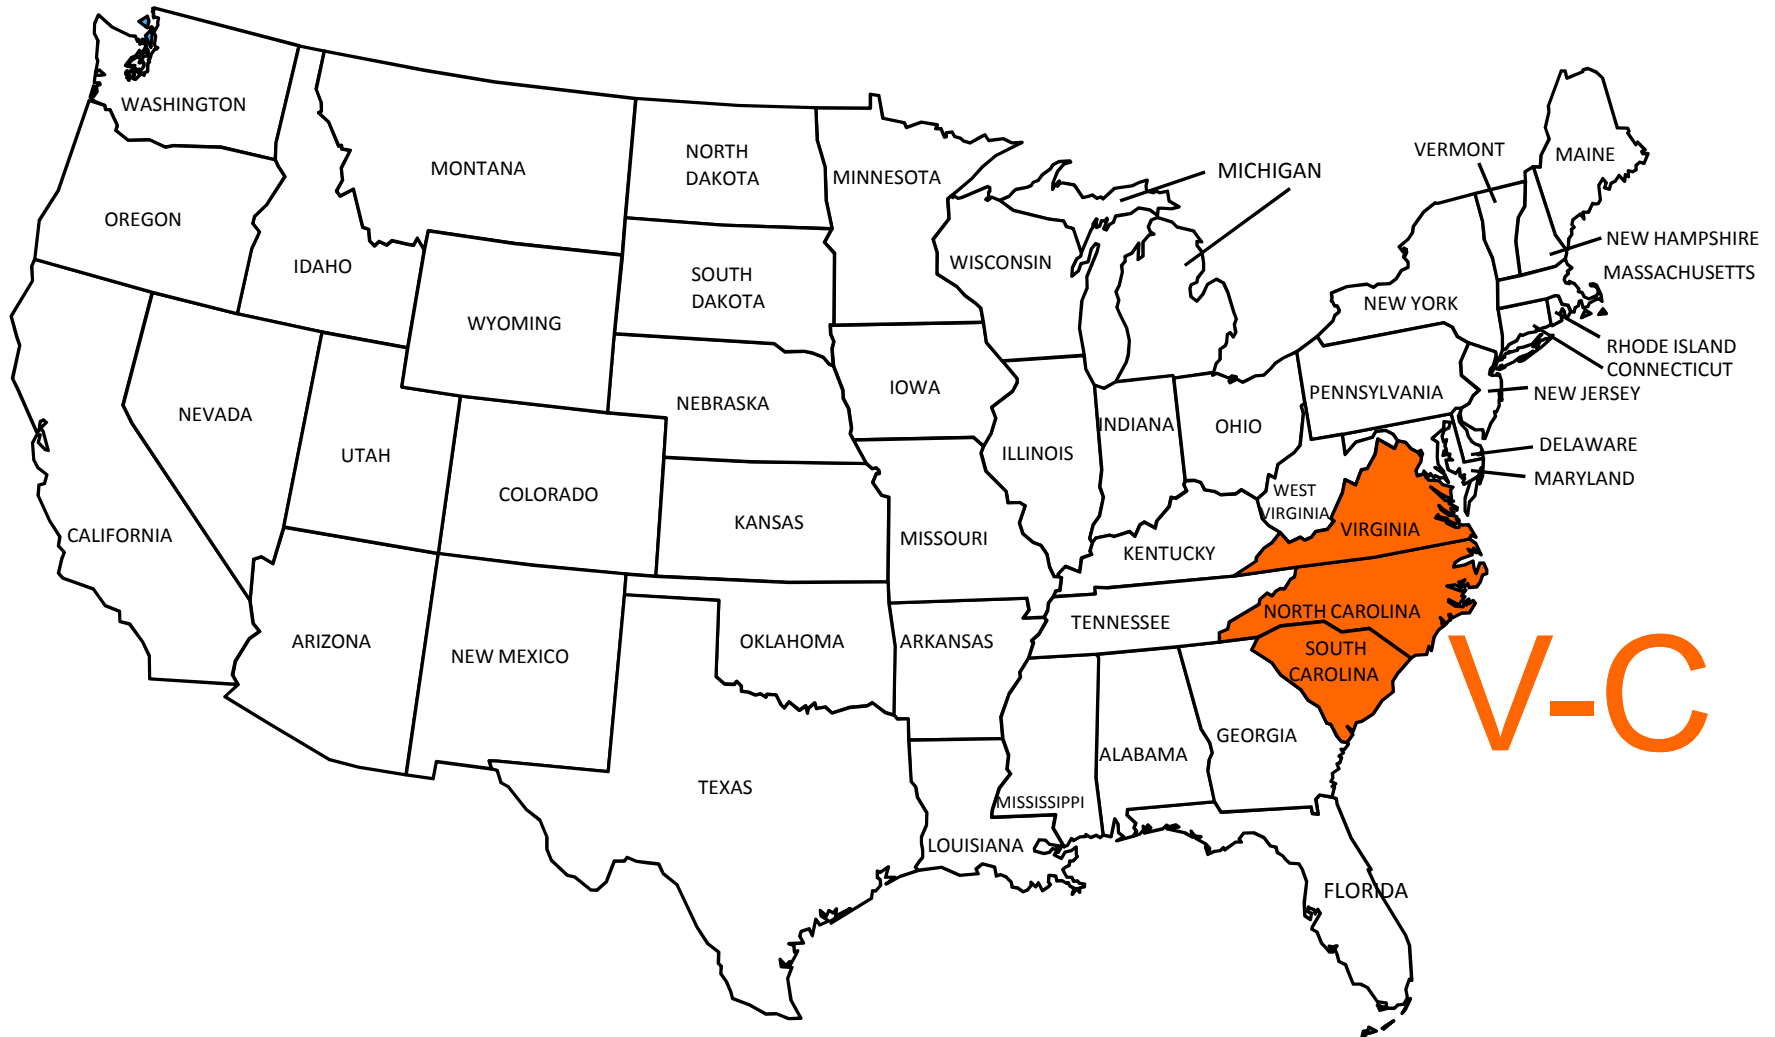 WASHINGTON
MONTANA
NORTH
DAKOTA
MINNESOTA
MICHIGAN
VERMONT
MAINE
OREGON
IDAHO
WYOMING
SOUTH
DAKOTA
WISCONSIN
NEW YORK
NEW HAMPSHIRE
MASSACHUSETTS
RHODE ISLAND
CONNECTICUT
NEW JERSEY
DELAWARE
MARYLAND
NEVADA
UTAH
COLORADO
NEBRASKA
IOWA
ILLINOIS
INDIANA
OHIO
PENNSYLVANIA
WEST
VIRGINIA
VIRGINIA
CALIFORNIA
KANSAS
MISSOURI
KENTUCKY
ARIZONA
NEW MEXICO
OKLAHOMA
ARKANSAS
TENNESSEE
NORTH CAROLINA
SOUTH
CAROLINA
V-C
TEXAS
LOUISIANA
MISSISSIPPI
ALABAMA
GEORGIA
FLORIDA